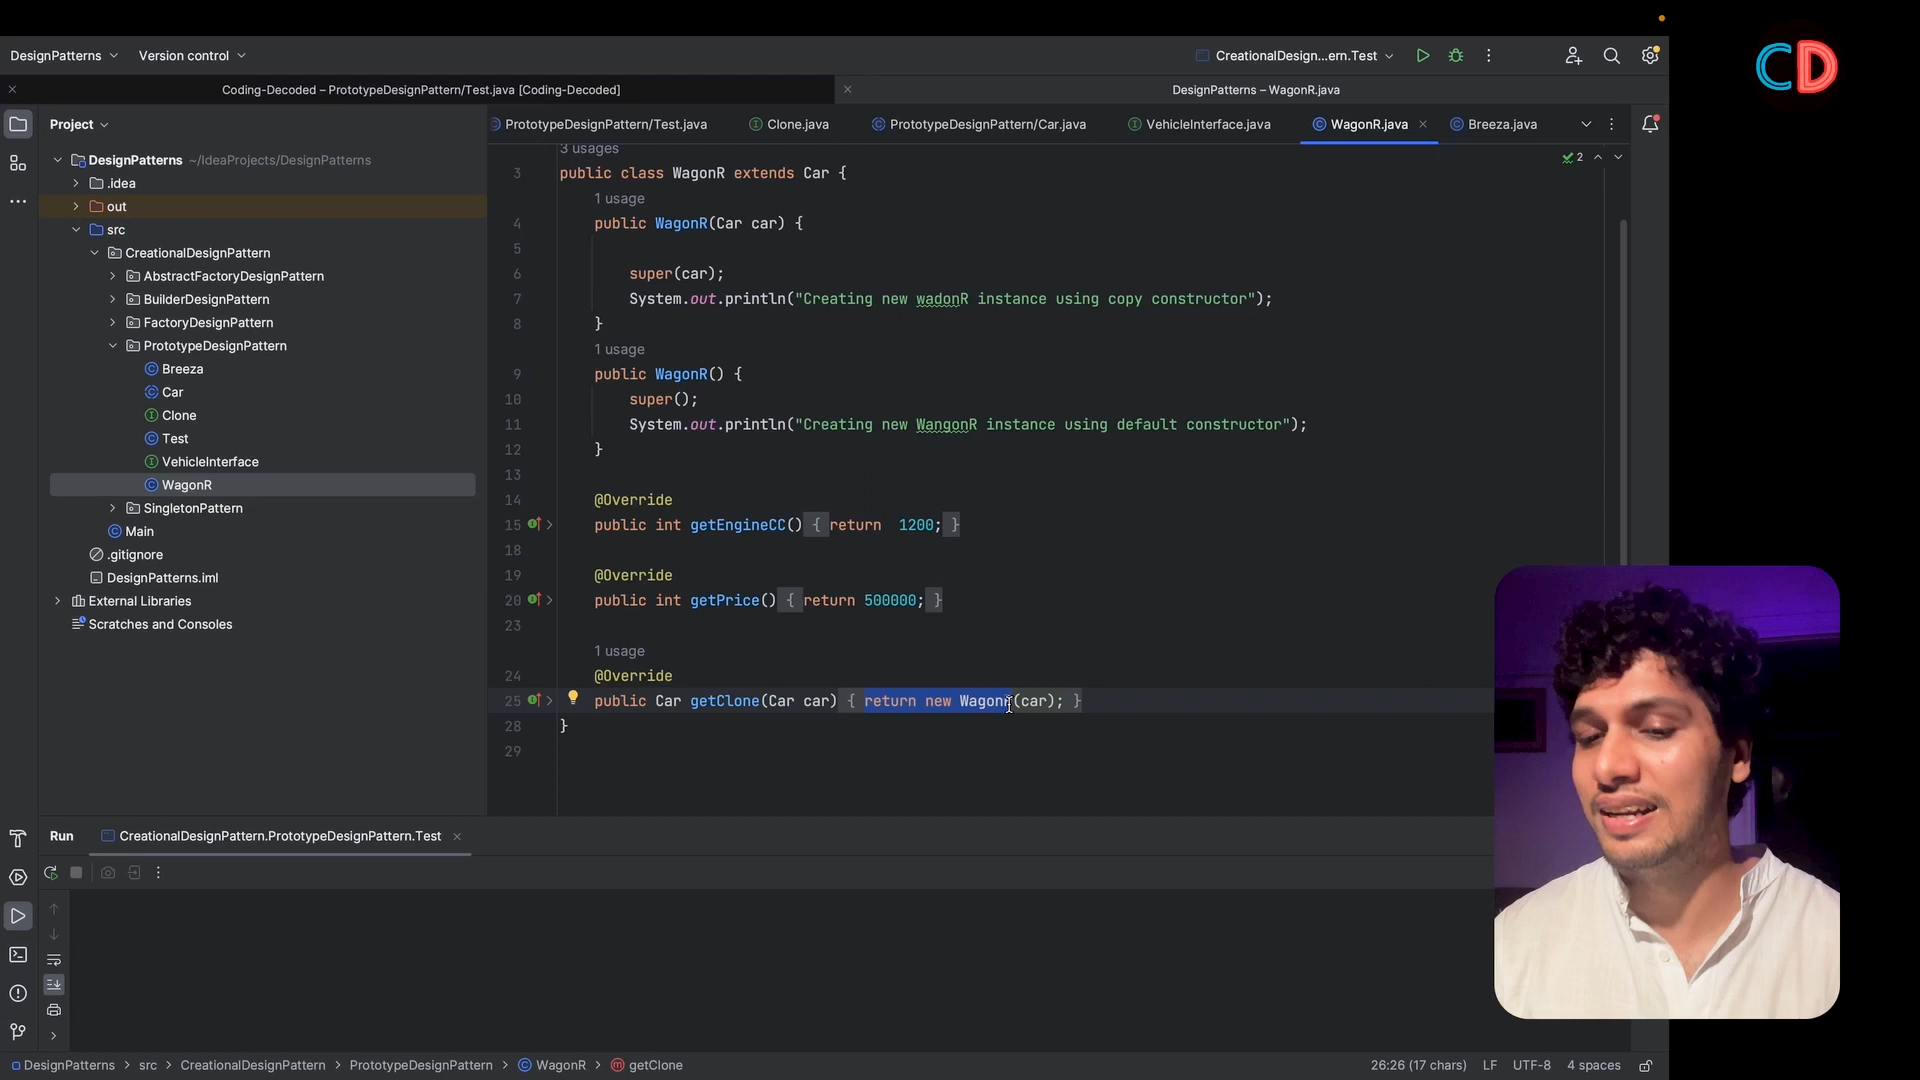 CD
DesignPatterns
Version control
CreationalDesign...ern.Test
Coding-Decoded – PrototypeDesignPattern/Test.java [Coding-Decoded]
DesignPatterns – WagonR.java
Project
PrototypeDesignPattern/Test.java
Clone.java
PrototypeDesignPattern/Car.java
VehicleInterface.java
WagonR.java
Breeza.java
DesignPatterns ~/IdeaProjects/DesignPatterns
.idea
out
src
CreationalDesignPattern
AbstractFactoryDesignPattern
BuilderDesignPattern
FactoryDesignPattern
PrototypeDesignPattern
Breeza
Car
Clone
Test
VehicleInterface
WagonR
SingletonPattern
Main
.gitignore
DesignPatterns.iml
External Libraries
Scratches and Consoles
2
3 usages
3 public class WagonR extends Car {
1 usage
4 public WagonR(Car car) {
5
6 super(car);
7 System.out.println("Creating new wadonR instance using copy constructor");
8 }
1 usage
9 public WagonR() {
10 super();
11 System.out.println("Creating new WangonR instance using default constructor");
12 }
13
14 @Override
15 public int getEngineCC() { return 1200; }
18
19 @Override
20 public int getPrice() { return 500000; }
23
1 usage
24 @Override
25 public Car getClone(Car car) { return new WagonR(car); }
28 }
29
Run
CreationalDesignPattern.PrototypeDesignPattern.Test
DesignPatterns > src > CreationalDesignPattern > PrototypeDesignPattern > WagonR > getClone
26:26 (17 chars)
LF
UTF-8
4 spaces